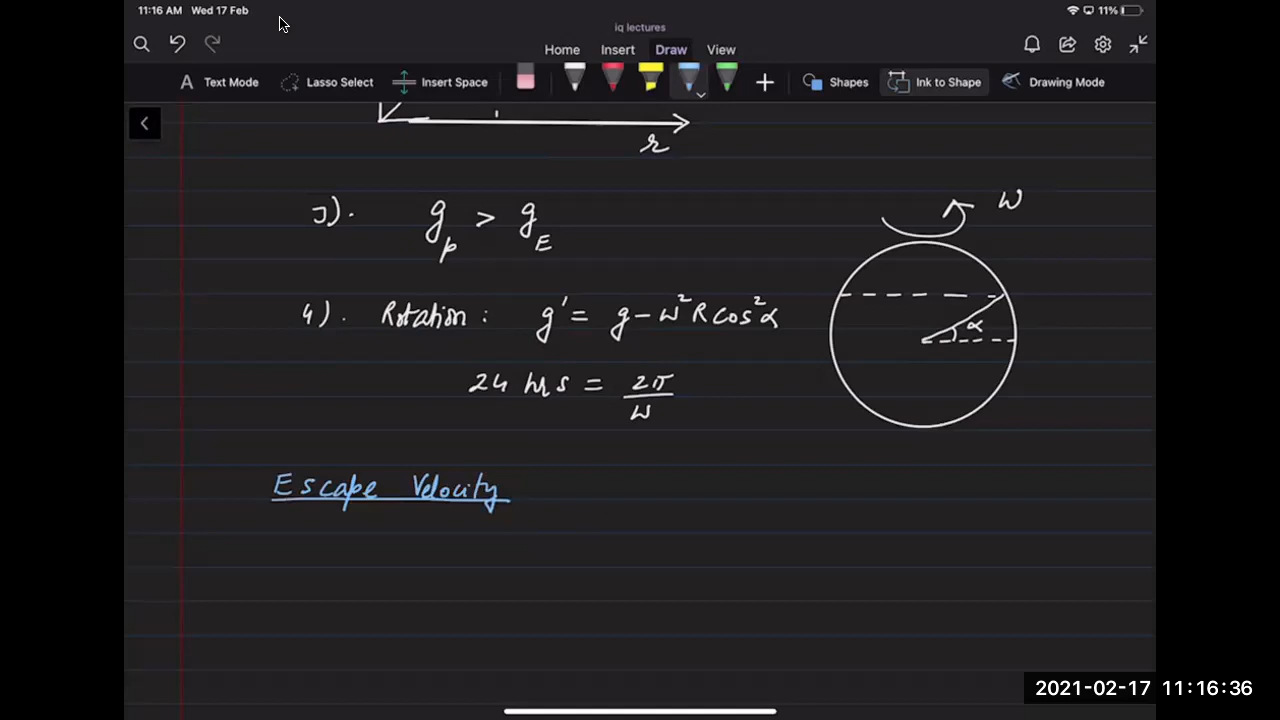 11:16 AM Wed 17 Feb
11%
iq lectures
Home Insert Draw View
Text Mode Lasso Select Insert Space Shapes Ink to Shape Drawing Mode
r
3). g_p > g_E
ω
4). Rotation: g' = g - ω²R cos²α
α
24 hrs = 2π/ω
Escape Velocity
2021-02-17 11:16:36